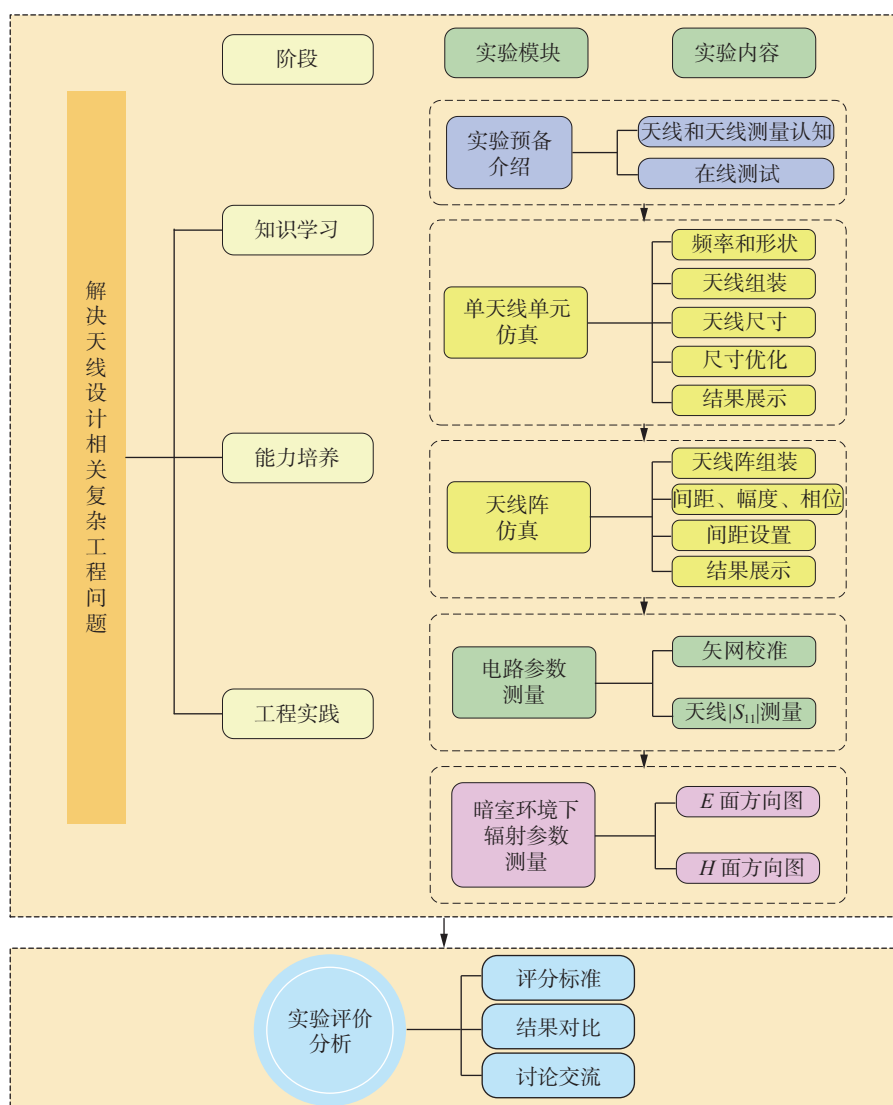 阶段
实验模块
实验内容
解决天线设计相关复杂工程问题
知识学习
能力培养
工程实践
实验预备
介绍
天线和天线测量认知
在线测试
单天线单元
仿真
频率和形状
天线组装
天线尺寸
尺寸优化
结果展示
天线阵
仿真
天线阵组装
间距、幅度、相位
间距设置
结果展示
电路参数
测量
矢网校准
天线|S₁₁|测量
暗室环境下
辐射参数
测量
E 面方向图
H 面方向图
实验评价
分析
评分标准
结果对比
讨论交流